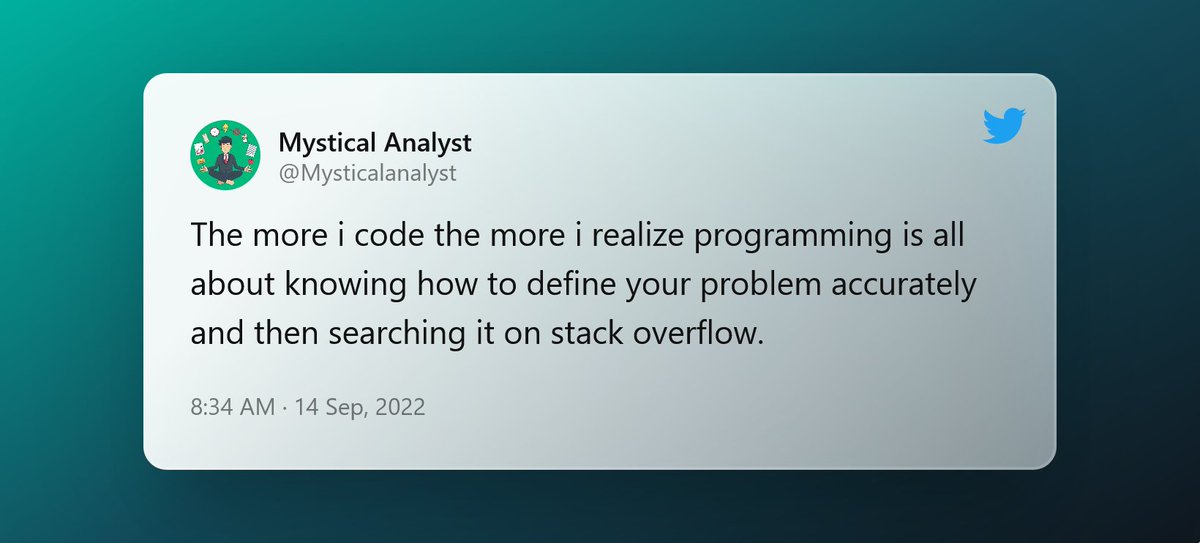 Mystical Analyst
@Mysticalanalyst
The more i code the more i realize programming is all
about knowing how to define your problem accurately
and then searching it on stack overflow.
8:34 AM · 14 Sep, 2022